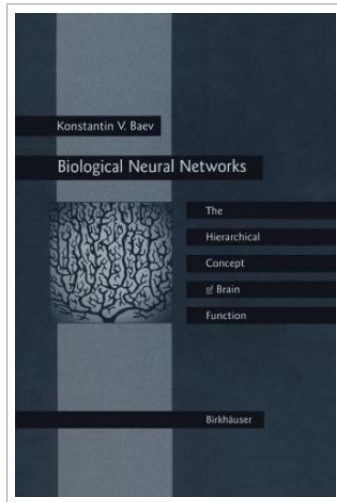 Konstantin V. Baev
Biological Neural Networks
The
Hierarchical
Concept
of Brain
Function
Birkhäuser